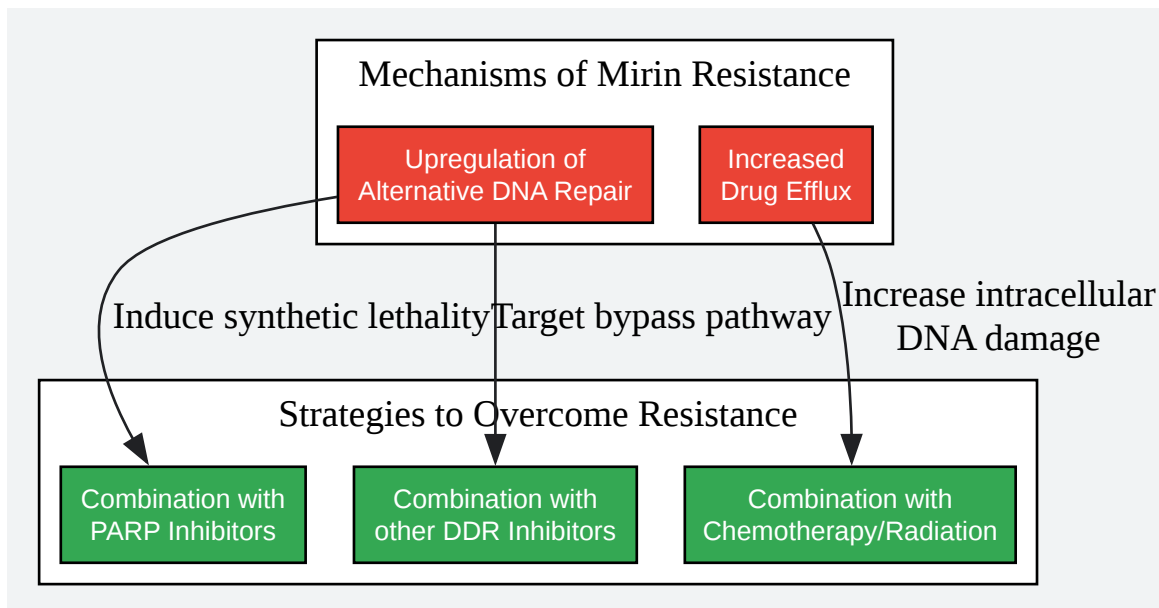 Mechanisms of Mirin Resistance
Upregulation of
Alternative DNA Repair
Increased
Drug Efflux
Induce synthetic lethality
Target bypass pathway
Increase intracellular
DNA damage
Strategies to Overcome Resistance
Combination with
PARP Inhibitors
Combination with
other DDR Inhibitors
Combination with
Chemotherapy/Radiation